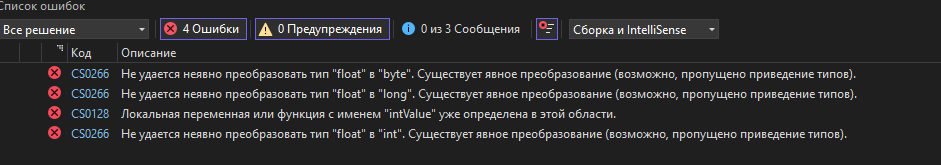 Список ошибок
Все решение 4 Ошибки 0 Предупреждения 0 из 3 Сообщения Сборка и IntelliSense
Код Описание
CS0266 Не удается неявно преобразовать тип "float" в "byte". Существует явное преобразование (возможно, пропущено приведение типов).
CS0266 Не удается неявно преобразовать тип "float" в "long". Существует явное преобразование (возможно, пропущено приведение типов).
CS0128 Локальная переменная или функция с именем "intValue" уже определена в этой области.
CS0266 Не удается неявно преобразовать тип "float" в "int". Существует явное преобразование (возможно, пропущено приведение типов).